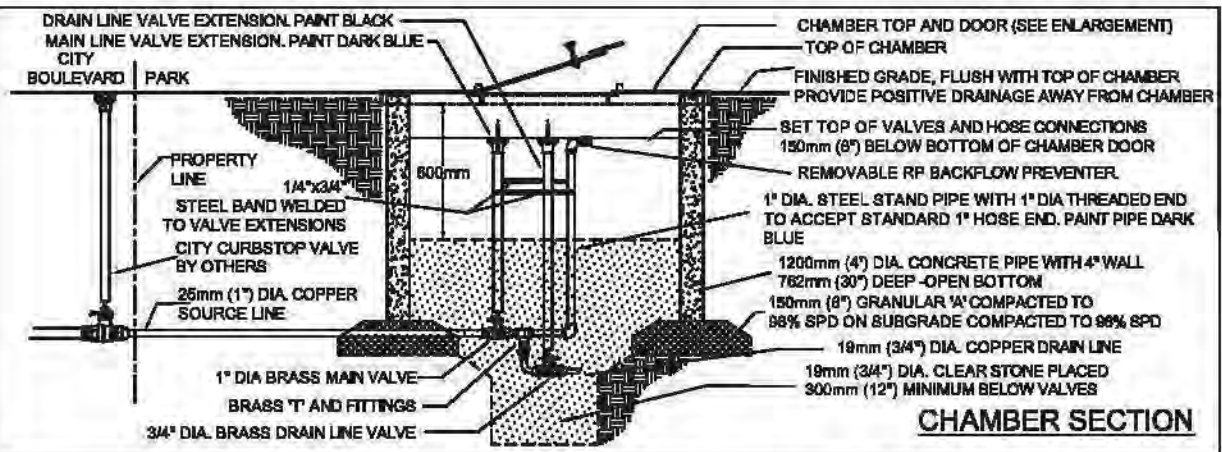 DRAIN LINE VALVE EXTENSION. PAINT BLACK
MAIN LINE VALVE EXTENSION. PAINT DARK BLUE
CITY
BOULEVARD
PARK
PROPERTY
LINE
1/4"x3/4"
STEEL BAND WELDED
TO VALVE EXTENSIONS
CITY CURBSTOP VALVE
BY OTHERS
25mm (1") DIA. COPPER
SOURCE LINE
1" DIA BRASS MAIN VALVE
BRASS 'T' AND FITTINGS
3/4" DIA. BRASS DRAIN LINE VALVE
600mm
CHAMBER TOP AND DOOR (SEE ENLARGEMENT)
TOP OF CHAMBER
FINISHED GRADE, FLUSH WITH TOP OF CHAMBER
PROVIDE POSITIVE DRAINAGE AWAY FROM CHAMBER
SET TOP OF VALVES AND HOSE CONNECTIONS
150mm (6") BELOW BOTTOM OF CHAMBER DOOR
REMOVABLE RP BACKFLOW PREVENTER.
1" DIA. STEEL STAND PIPE WITH 1" DIA THREADED END
TO ACCEPT STANDARD 1" HOSE END. PAINT PIPE DARK
BLUE
1200mm (4') DIA. CONCRETE PIPE WITH 4" WALL
762mm (30") DEEP -OPEN BOTTOM
150mm (6") GRANULAR 'A' COMPACTED TO
98% SPD ON SUBGRADE COMPACTED TO 98% SPD
19mm (3/4") DIA. COPPER DRAIN LINE
19mm (3/4") DIA. CLEAR STONE PLACED
300mm (12") MINIMUM BELOW VALVES
CHAMBER SECTION